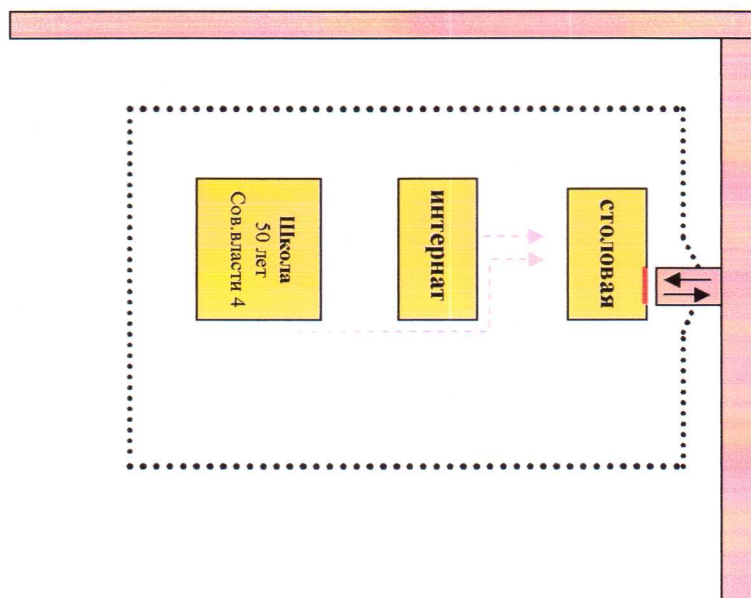 Школа
50 лет
Сов.власти 4
интернат
столовая